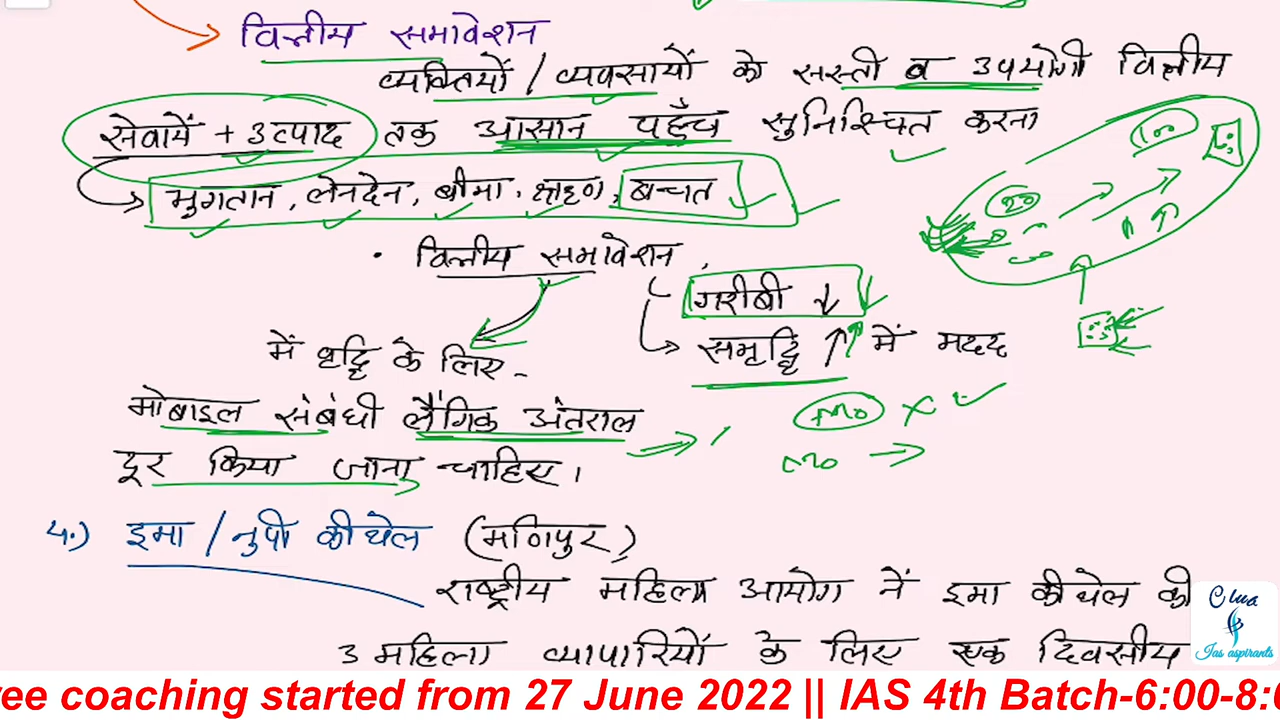 वित्तीय समावेशन
व्यक्तियों / व्यवसायों को सस्ती व उपयोगी वित्तीय
सेवायें + उत्पाद तक आसान पहुँच सुनिश्चित करना
100
भुगतान, लेनदेन, बीमा, ऋण, बचत
20
• वित्तीय समावेशन
गरीबी ↓
समृद्धि ↑ में मदद
में वृद्धि के लिए -
मोबाइल संबंधी लैंगिक अंतराल
दूर किया जाना चाहिए।
4.) इमा / नुपी कीथेल (मणिपुर)
राष्ट्रीय महिला आयोग नें इमा कीथेल की
3 महिला व्यापारियों के लिए एक दिवसीय
Ias aspirants
ree coaching started from 27 June 2022 || IAS 4th Batch-6:00-8:0